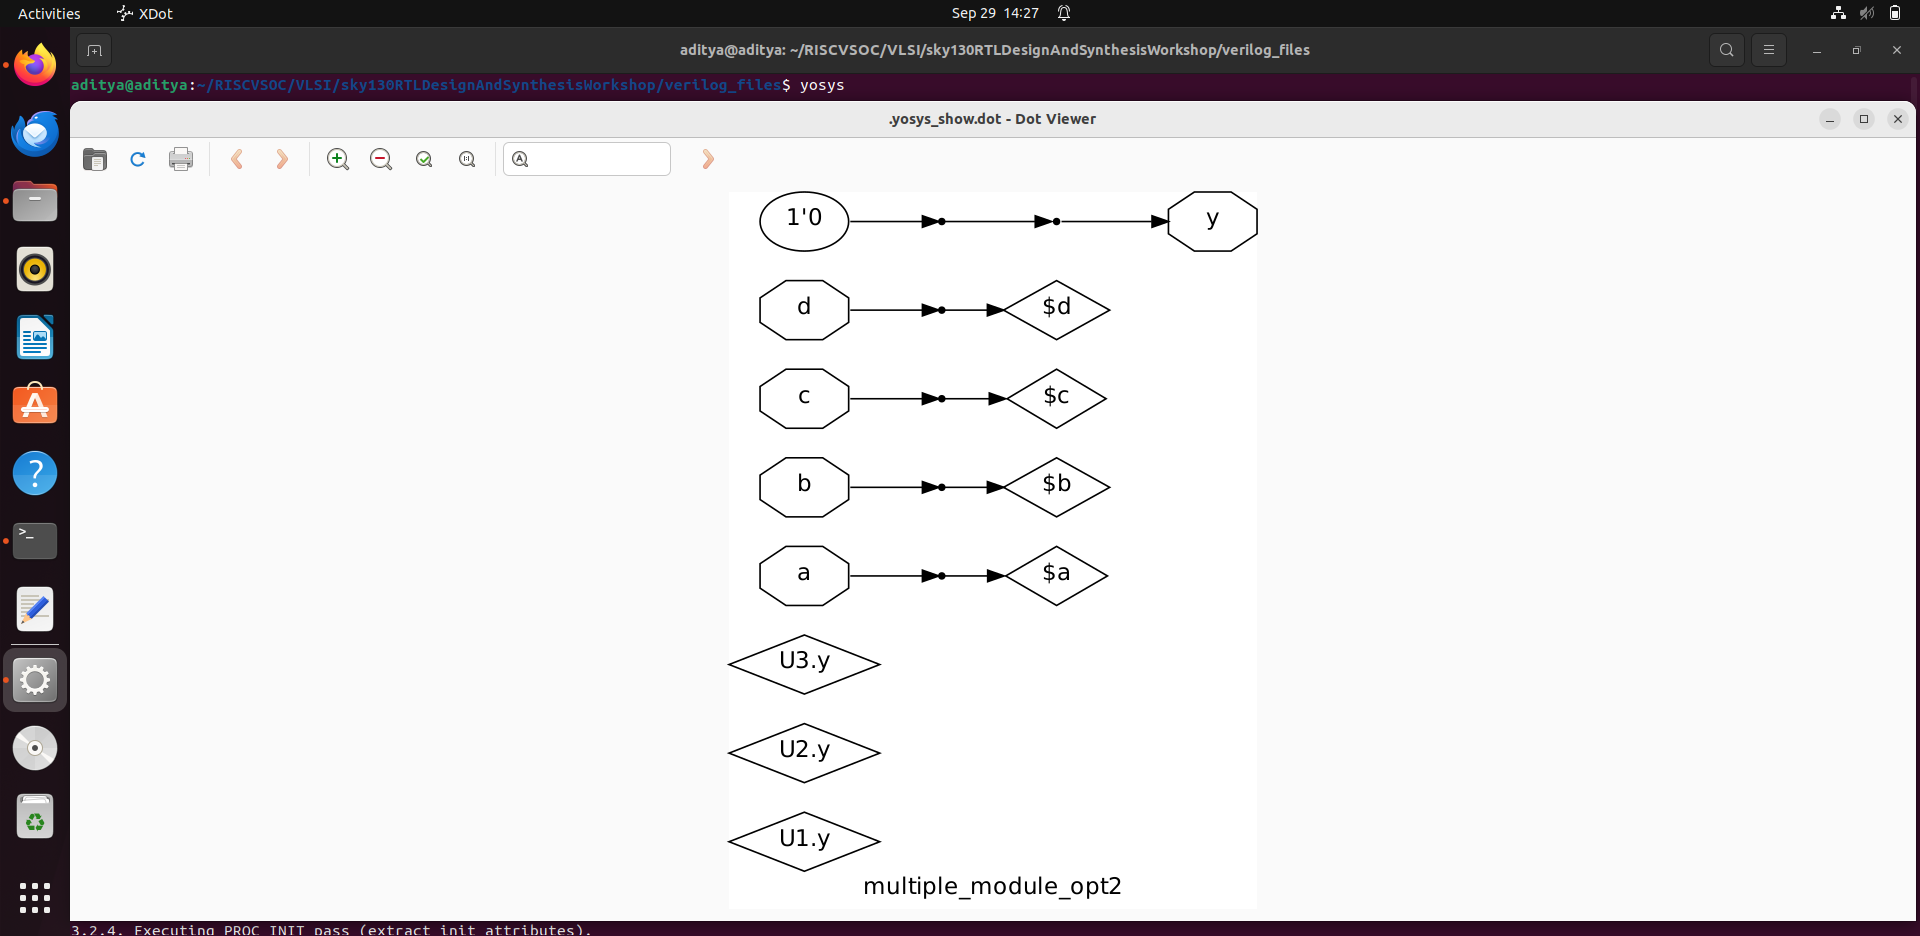 Activities XDot Sep 29 14:27
aditya@aditya: ~/RISCVSOC/VLSI/sky130RTLDesignAndSynthesisWorkshop/verilog_files
aditya@aditya:~/RISCVSOC/VLSI/sky130RTLDesignAndSynthesisWorkshop/verilog_files$ yosys
.yosys_show.dot - Dot Viewer
1'0 y
d $d
c $c
b $b
a $a
U3.y
U2.y
U1.y
multiple_module_opt2
3.2.4. Executing PROC_INIT pass (extract init attributes).